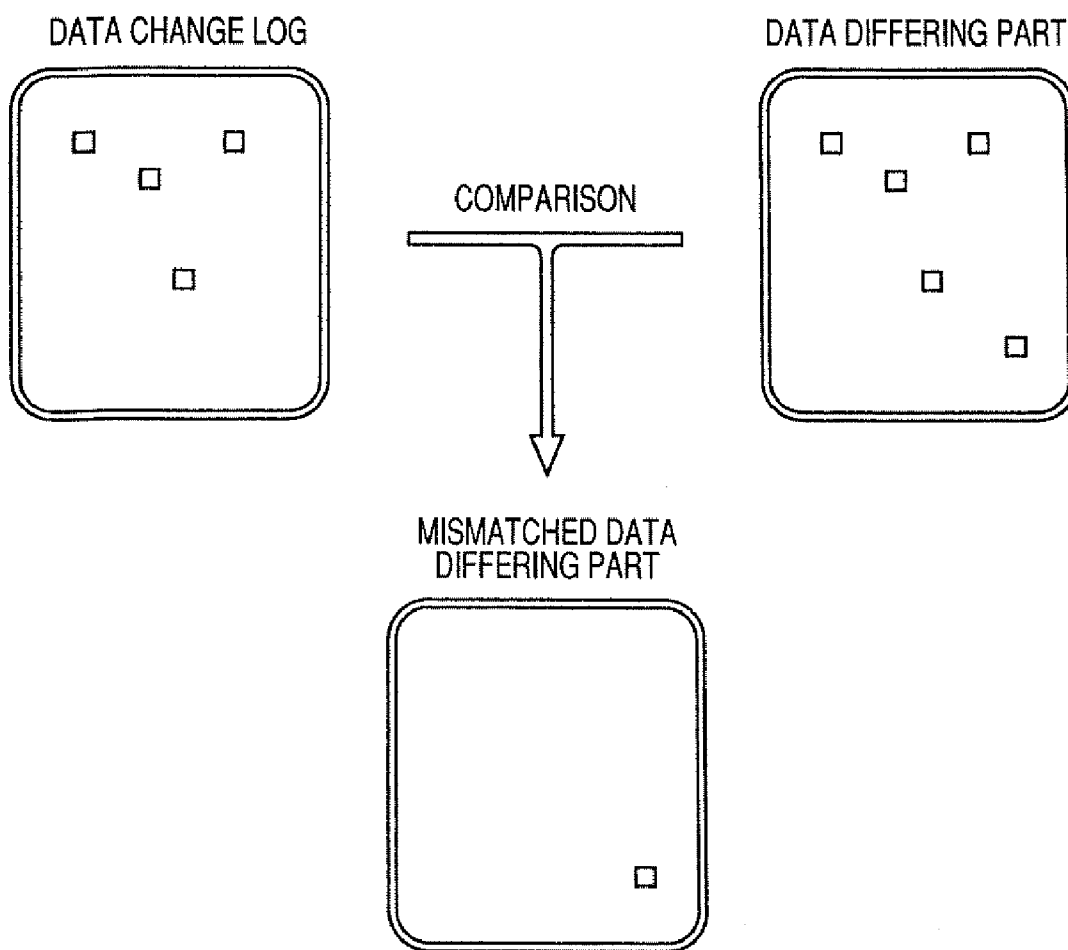 DATA CHANGE LOG
DATA DIFFERING PART
COMPARISON
MISMATCHED DATA
DIFFERING PART